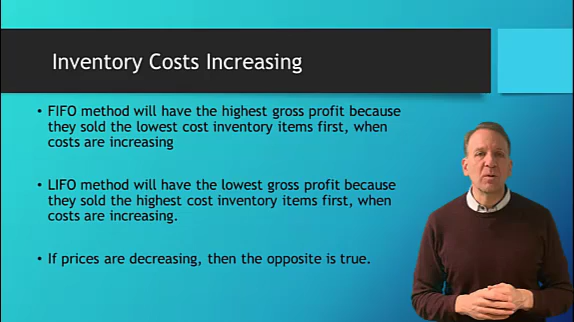 Inventory Costs Increasing
• FIFO method will have the highest gross profit because
they sold the lowest cost inventory items first, when
costs are increasing
• LIFO method will have the lowest gross profit because
they sold the highest cost inventory items first, when
costs are increasing.
• If prices are decreasing, then the opposite is true.